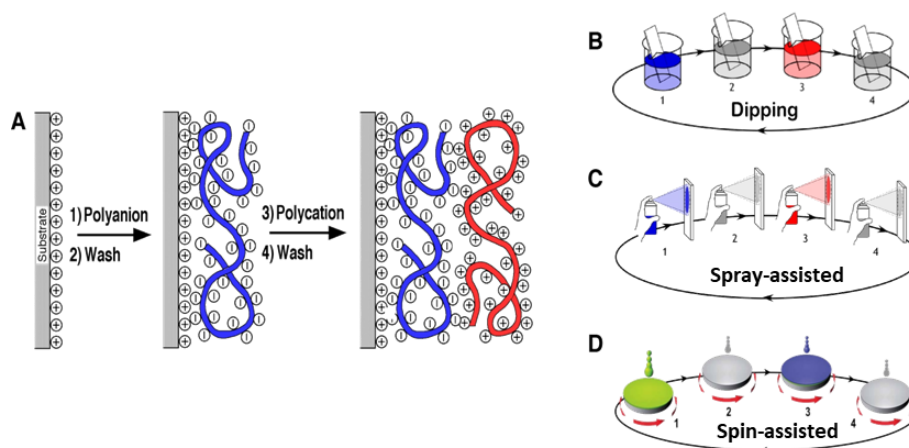 A
Substrate
1) Polyanion
2) Wash
3) Polycation
4) Wash
B
1
2
3
4
Dipping
C
1
2
3
4
Spray-assisted
D
1
2
3
4
Spin-assisted